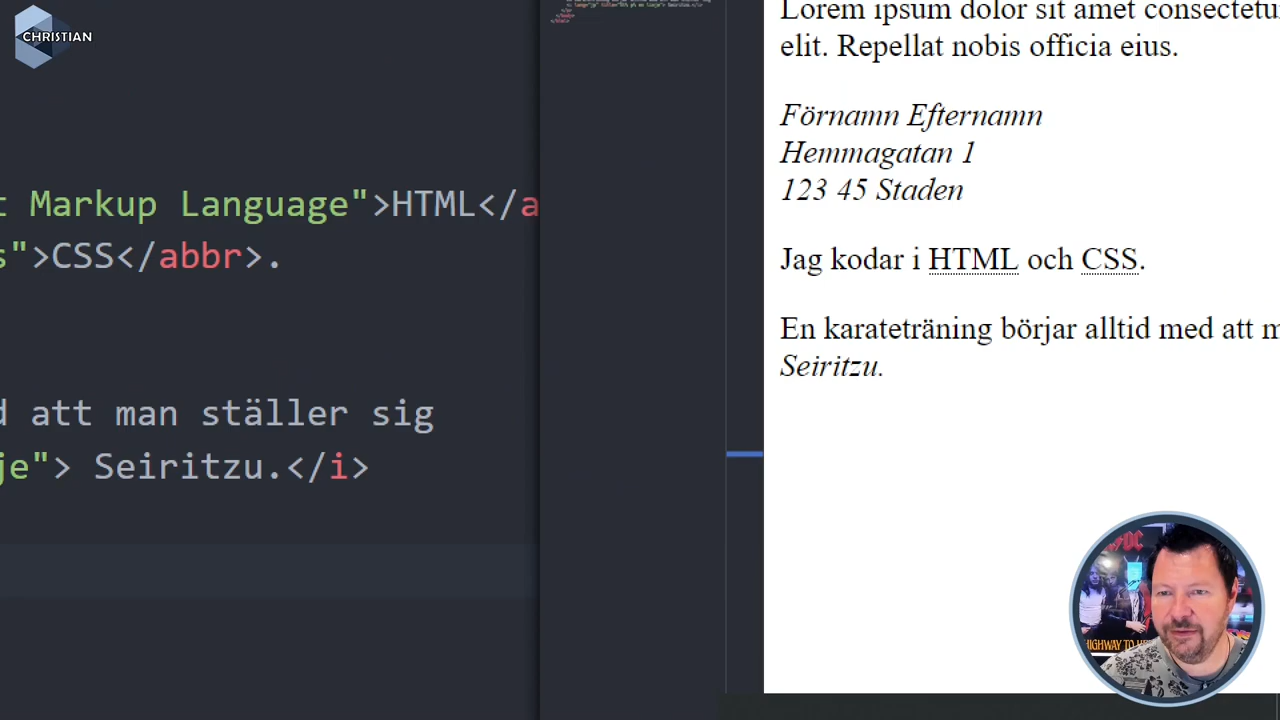 CHRISTIAN
t Markup Language">HTML</a
s">CSS</abbr>.
d att man ställer sig
je"> Seiritzu.</i>
Lorem ipsum dolor sit amet consectetu
elit. Repellat nobis officia eius.
Förnamn Efternamn
Hemmagatan 1
123 45 Staden
Jag kodar i HTML och CSS.
En karateträning börjar alltid med att m
Seiritzu.
HIGHWAY TO